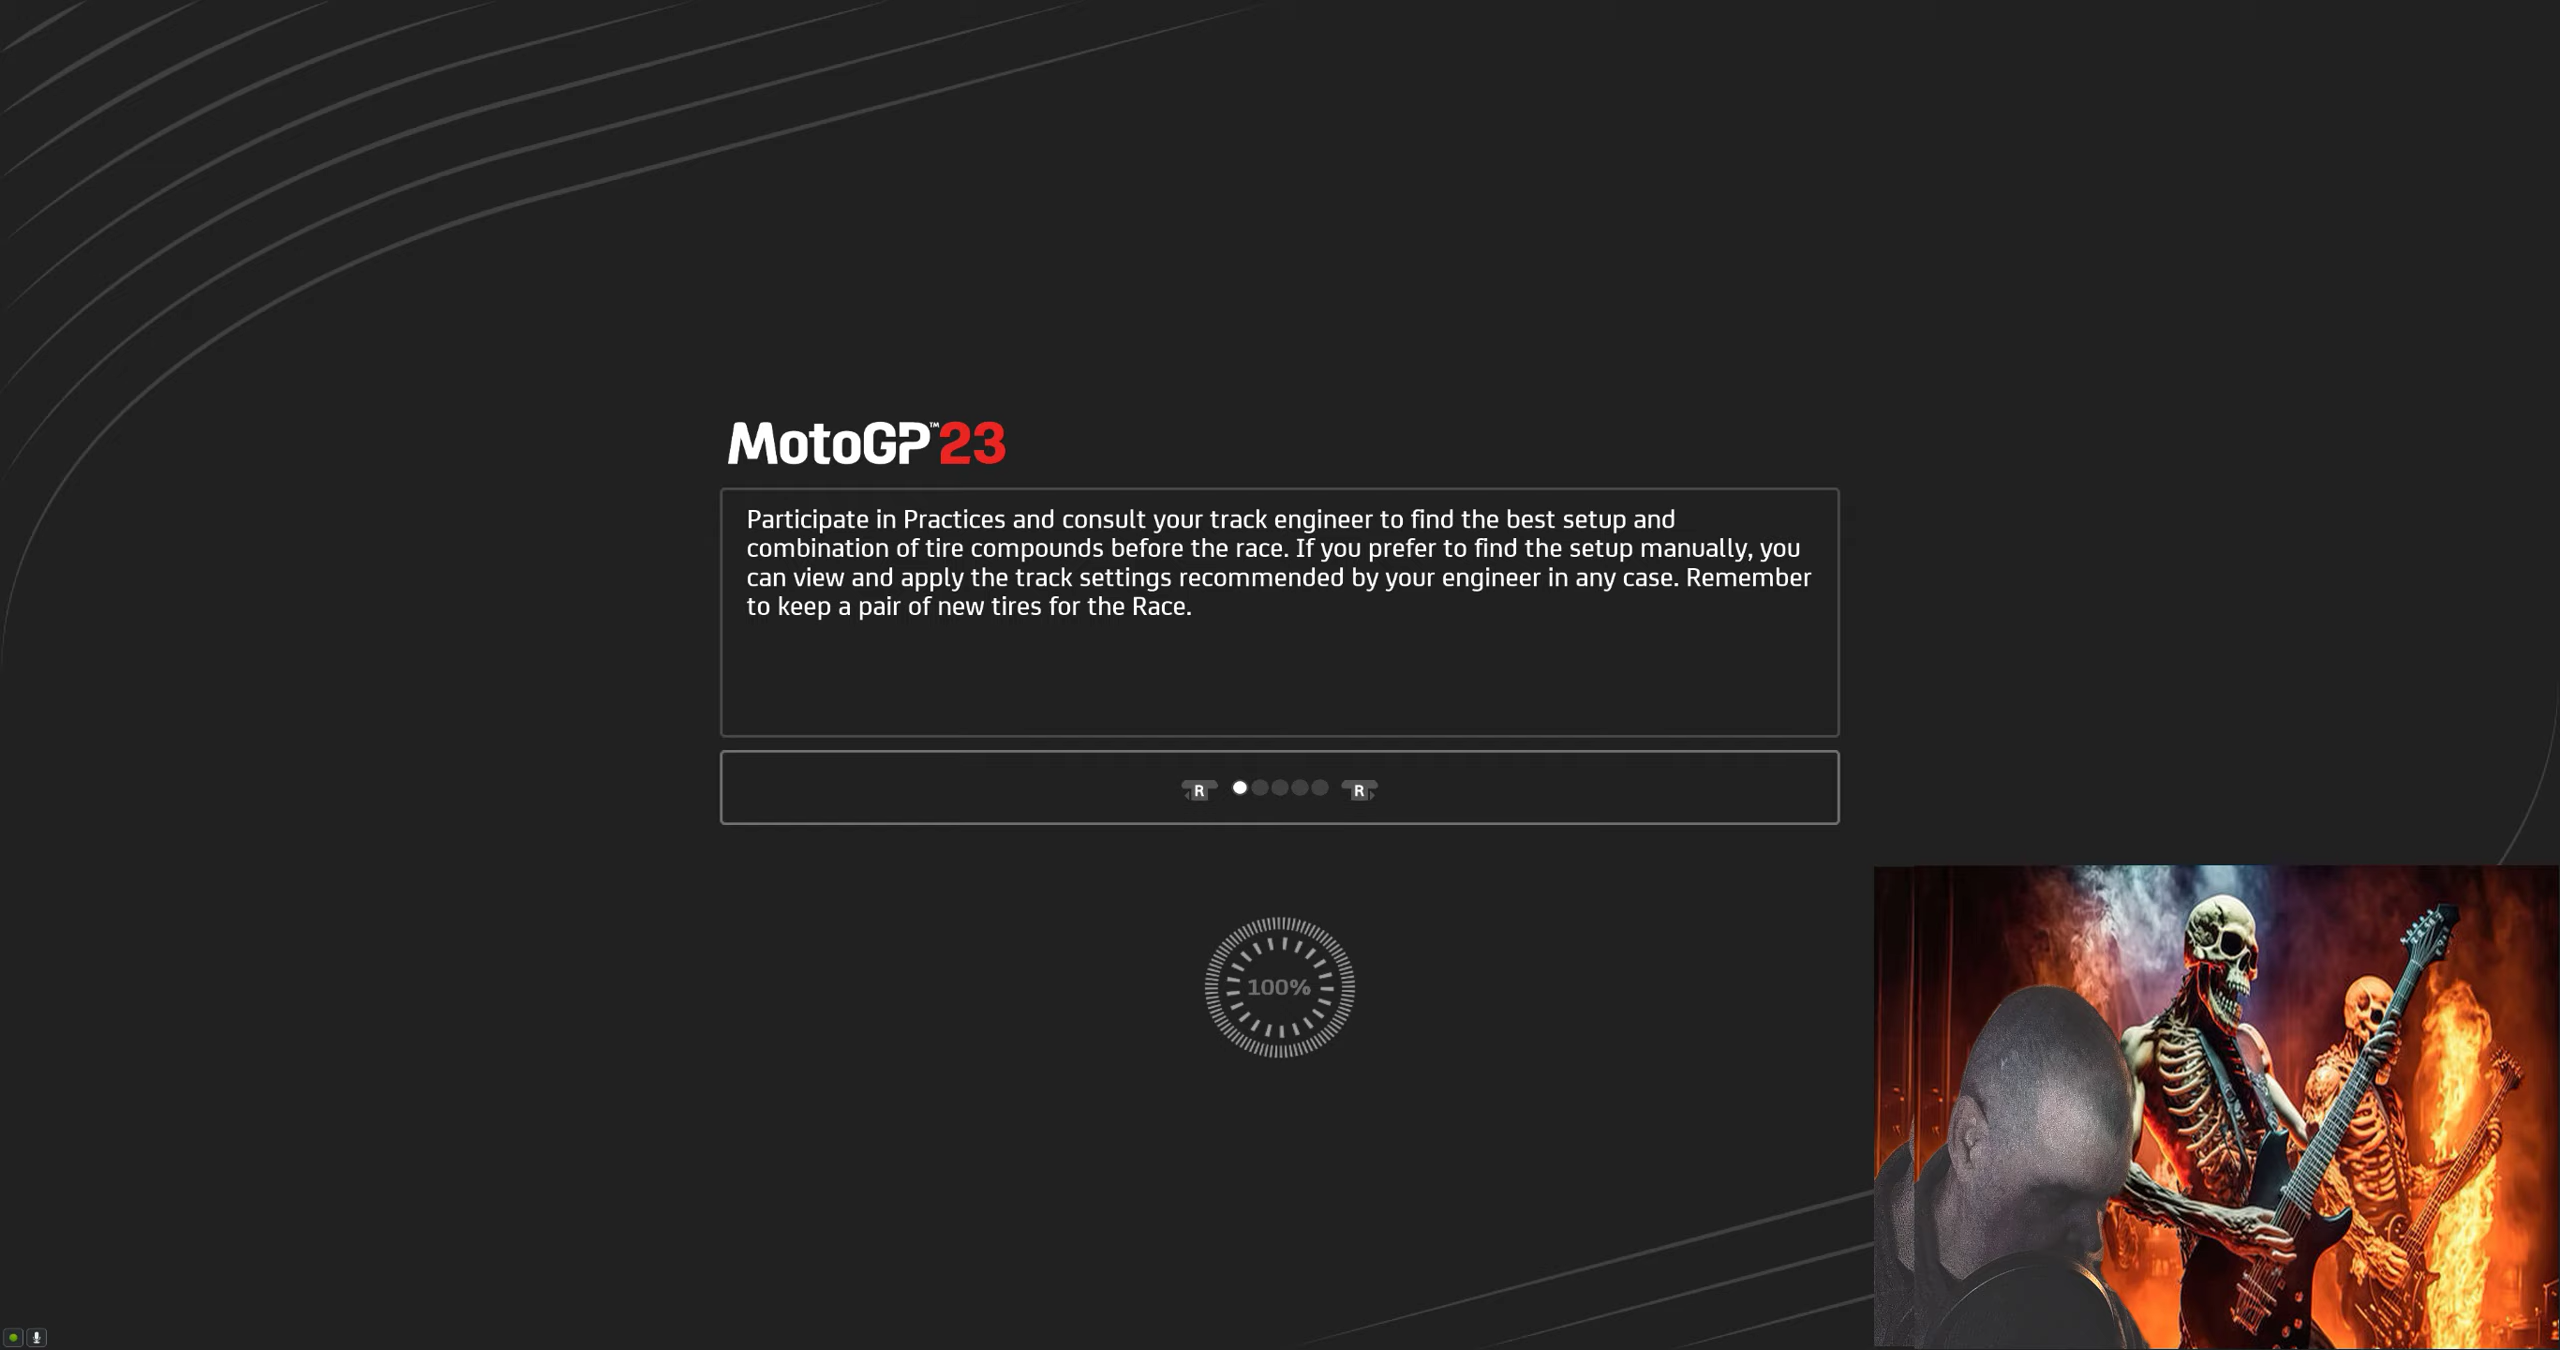 MotoGP™23
Participate in Practices and consult your track engineer to find the best setup and
combination of tire compounds before the race. If you prefer to find the setup manually, you
can view and apply the track settings recommended by your engineer in any case. Remember
to keep a pair of new tires for the Race.
R R
100%